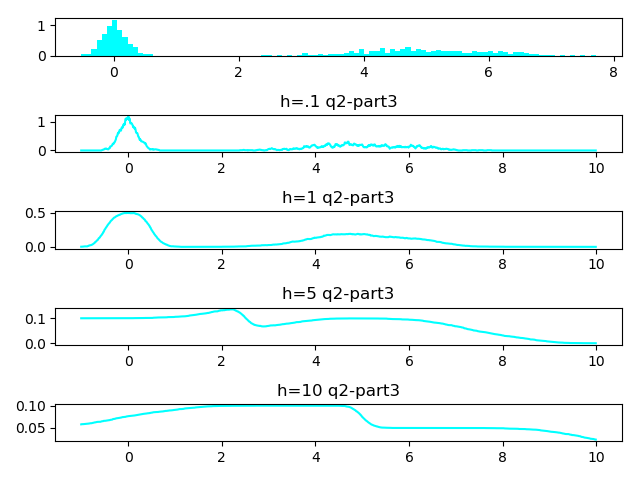 1
0
0 2 4 6 8
h=.1 q2-part3
1
0
0 2 4 6 8 10
h=1 q2-part3
0.5
0.0
0 2 4 6 8 10
h=5 q2-part3
0.1
0.0
0 2 4 6 8 10
h=10 q2-part3
0.10
0.05
0 2 4 6 8 10